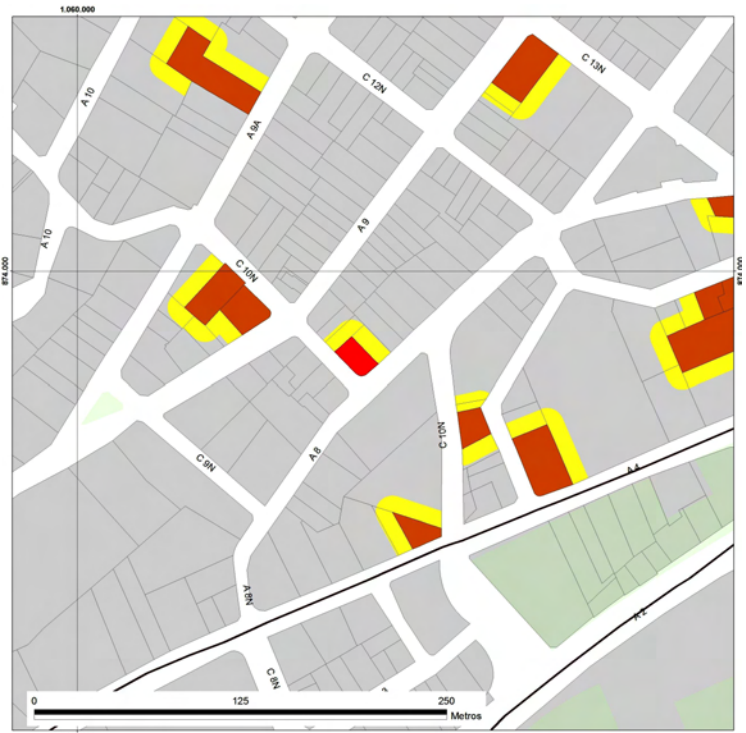 1.060.000
C 13N
C 12N
A 10
A 9A
A 9
A 10
874.000
C 10N
874.000
C 10N
A 8
C 9N
A 4
A 8N
A 2
C 8N
0 125 250
Metros